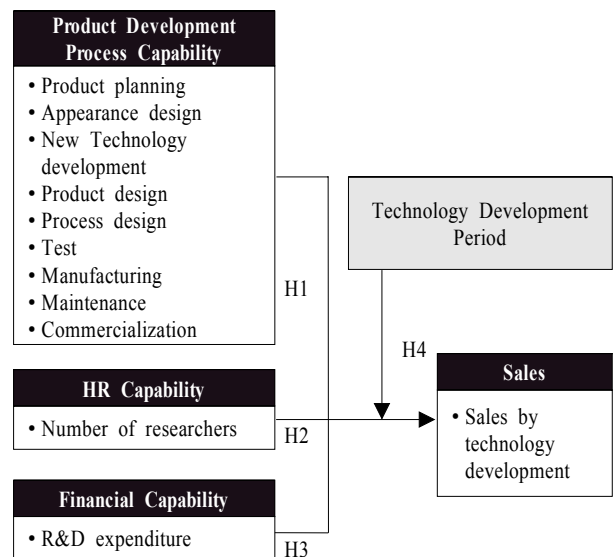 Product Development
Process Capability
• Product planning
• Appearance design
• New Technology
development
• Product design
• Process design
• Test
• Manufacturing
• Maintenance
• Commercialization
H1
Technology Development
Period
H4
HR Capability
• Number of researchers
H2
Sales
• Sales by
technology
development
Financial Capability
• R&D expenditure
H3